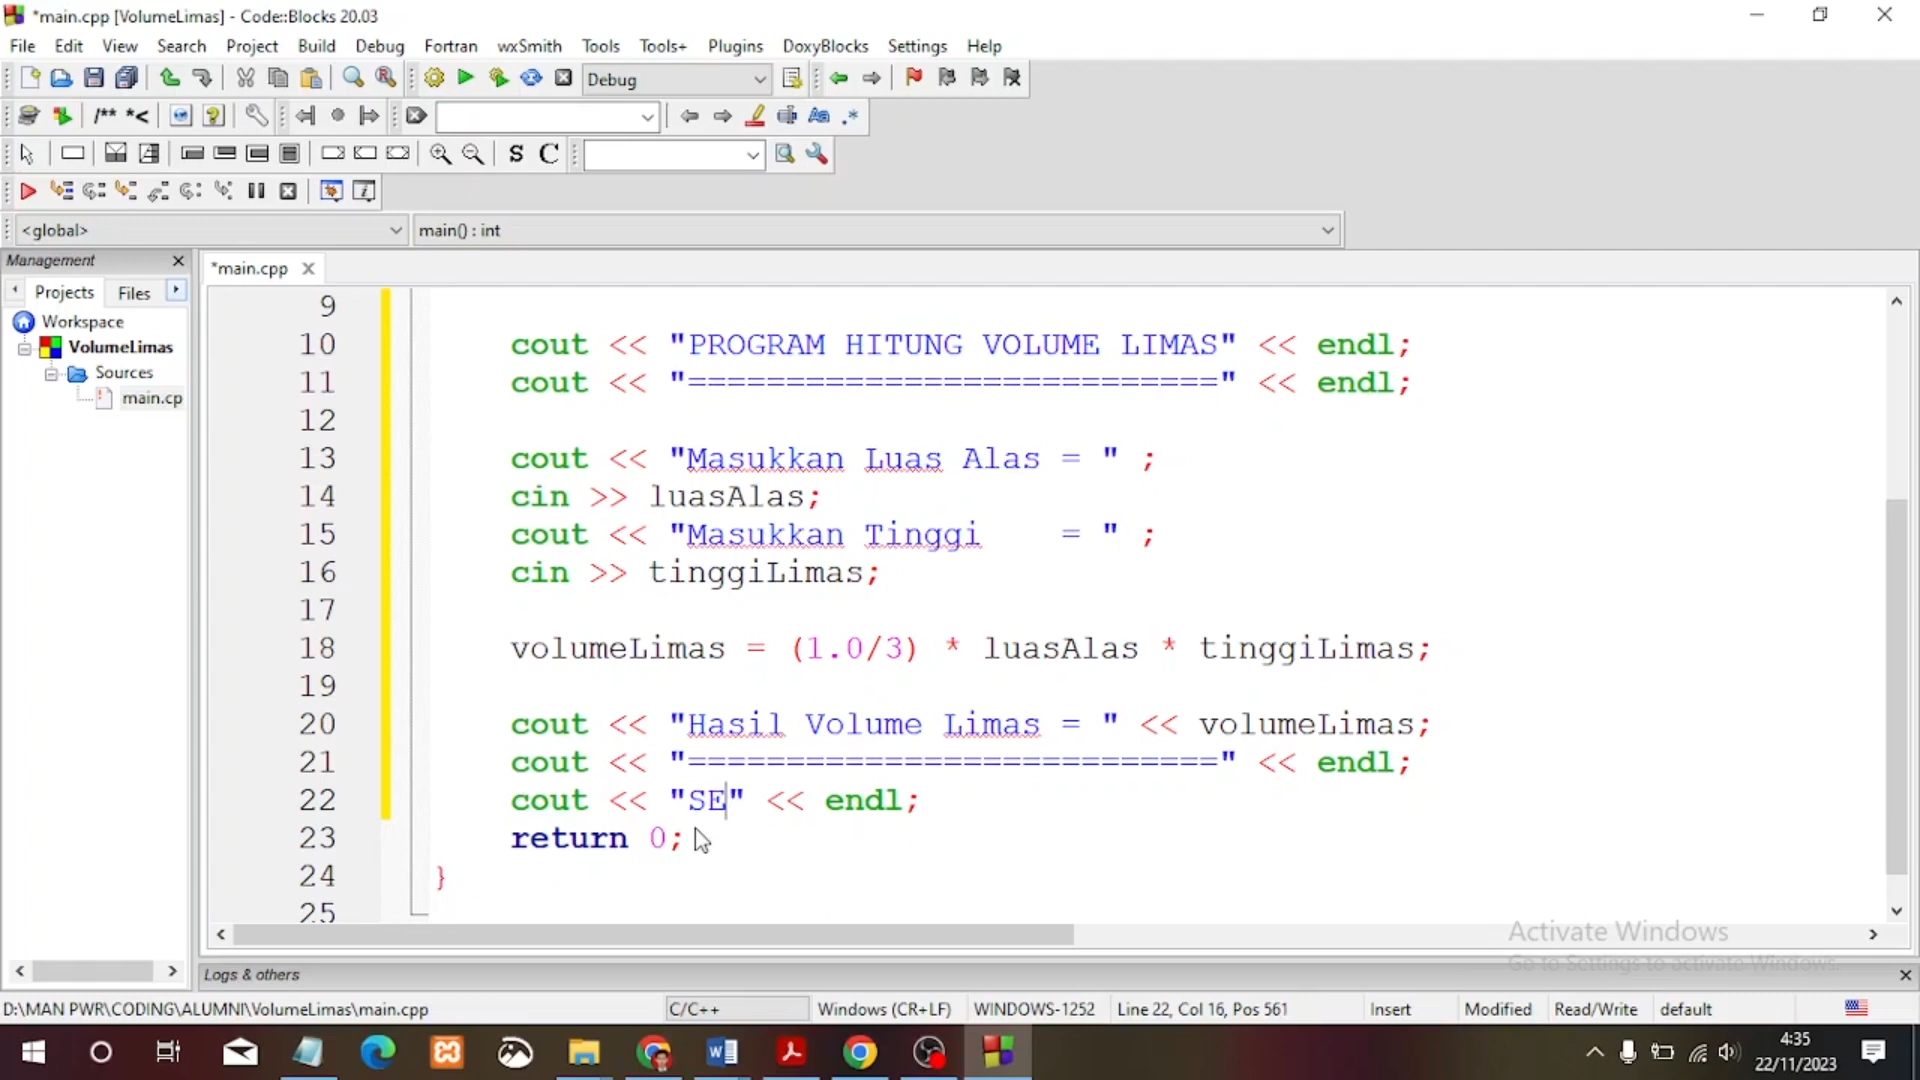 *main.cpp [VolumeLimas] - Code::Blocks 20.03
File Edit View Search Project Build Debug Fortran wxSmith Tools Tools+ Plugins DoxyBlocks Settings Help
Debug
/** *<
S C
<global> main() : int
Management
*main.cpp
Projects Files
Workspace
VolumeLimas
Sources
main.cp
9
10 cout << "PROGRAM HITUNG VOLUME LIMAS" << endl;
11 cout << "===========================" << endl;
12
13 cout << "Masukkan Luas Alas = " ;
14 cin >> luasAlas;
15 cout << "Masukkan Tinggi    = " ;
16 cin >> tinggiLimas;
17
18 volumeLimas = (1.0/3) * luasAlas * tinggiLimas;
19
20 cout << "Hasil Volume Limas = " << volumeLimas;
21 cout << "===========================" << endl;
22 cout << "SE" << endl;
23 return 0;
24 }
25
Activate Windows
Go to Settings to activate Windows.
Logs & others
D:\MAN PWR\CODING\ALUMNI\VolumeLimas\main.cpp C/C++ Windows (CR+LF) WINDOWS-1252 Line 22, Col 16, Pos 561 Insert Modified Read/Write default
4:35
22/11/2023